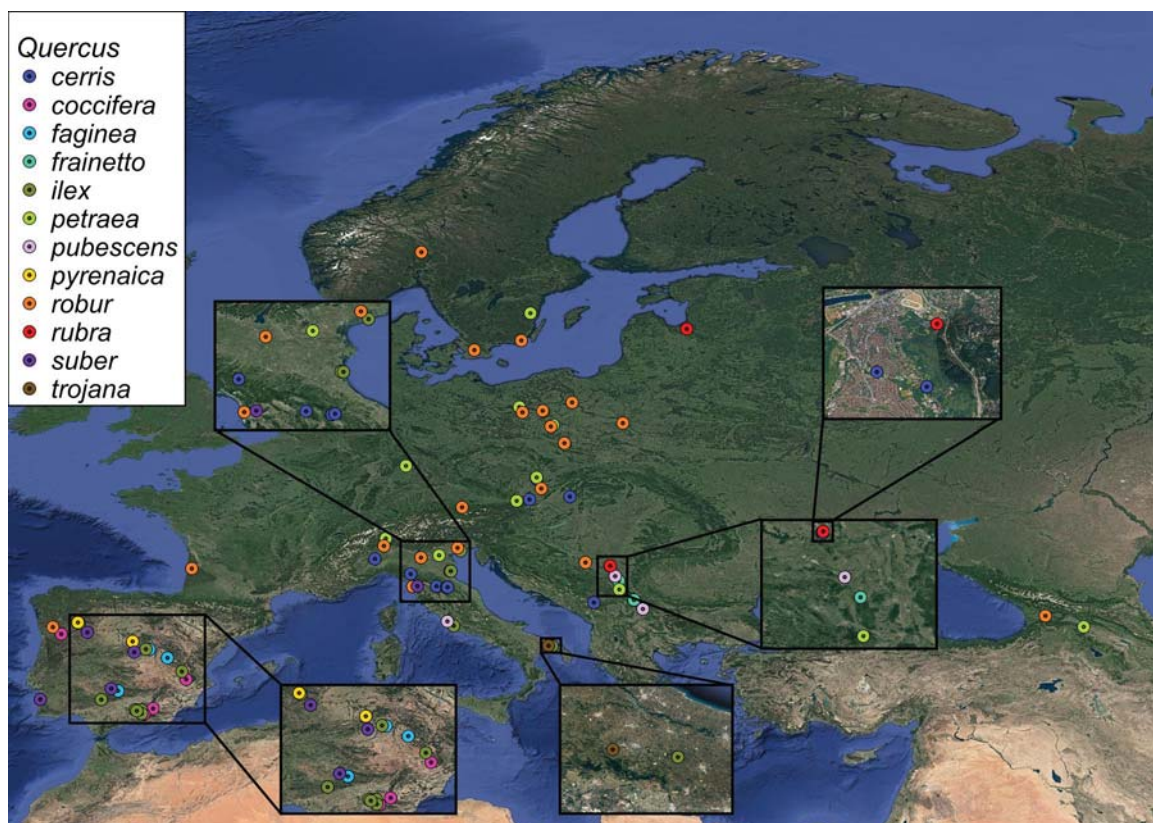 Quercus
cerris
coccifera
faginea
frainetto
ilex
petraea
pubescens
pyrenaica
robur
rubra
suber
trojana